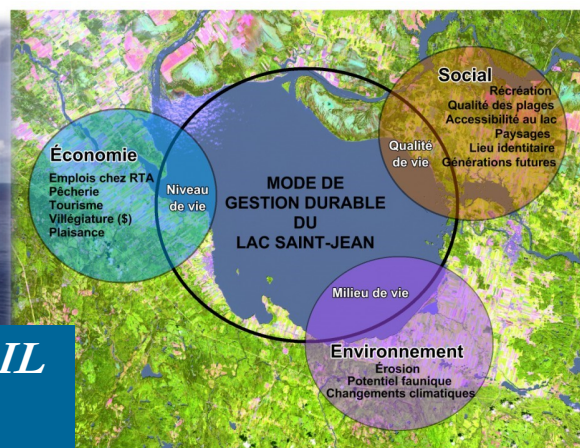 Social
Récréation
Qualité des plages
Accessibilité au lac
Paysages
Lieu identitaire
Générations futures
Qualité
de vie
Économie
Emplois chez RTA
Pêcherie
Tourisme
Villégiature ($)
Plaisance
Niveau
de vie
MODE DE
GESTION DURABLE
DU
LAC SAINT-JEAN
Milieu de vie
Environnement
Érosion
Potentiel faunique
Changements climatiques
IL